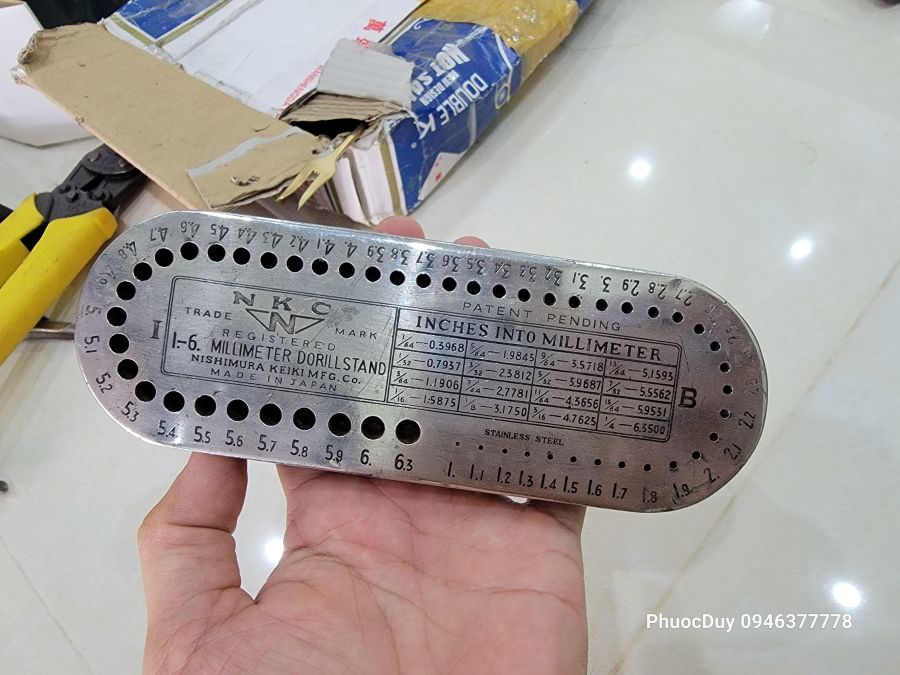 NEW DESIGN
DOUBLE K
N K C
TRADE N MARK
REGISTERED
1-6. MILLIMETER DORILLSTAND
NISHIMURA KEIKI MFG. CO.
MADE IN JAPAN
I
PATENT PENDING
INCHES INTO MILLIMETER
1/64 — 0.3968 5/64 — 1.9843 9/64 — 3.5718 13/64 — 5.1593
1/32 — 0.7937 3/32 — 2.3812 5/32 — 3.9687 7/32 — 5.5562
3/64 — 1.1906 7/64 — 2.7781 11/64 — 4.3656 15/64 — 5.9531
1/16 — 1.5875 1/8 — 3.1750 3/16 — 4.7625 1/4 — 6.3500
B
STAINLESS STEEL
1. 1.1 1.2 1.3 1.4 1.5 1.6 1.7 1.8 1.9 2. 2.1 2.2
2.7 2.8 2.9 3. 3.1 3.2 3.3 3.4 3.5 3.6 3.7 3.8 3.9 4. 4.1 4.2 4.3 4.4 4.5 4.6 4.7 4.8 4.9
5. 5.1 5.2 5.3 5.4 5.5 5.6 5.7 5.8 5.9 6. 6.3
PhuocDuy 0946377778